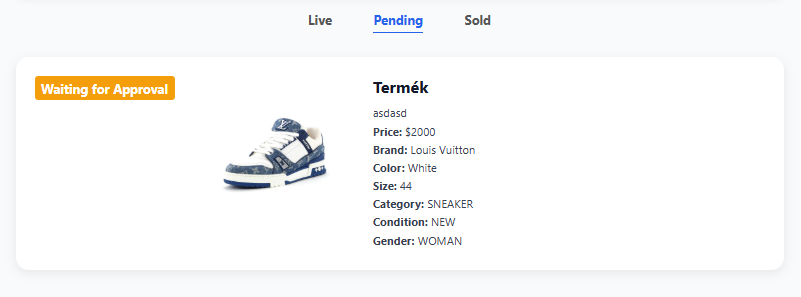 Live Pending Sold
Waiting for Approval
Termék
asdasd
Price: $2000
Brand: Louis Vuitton
Color: White
Size: 44
Category: SNEAKER
Condition: NEW
Gender: WOMAN